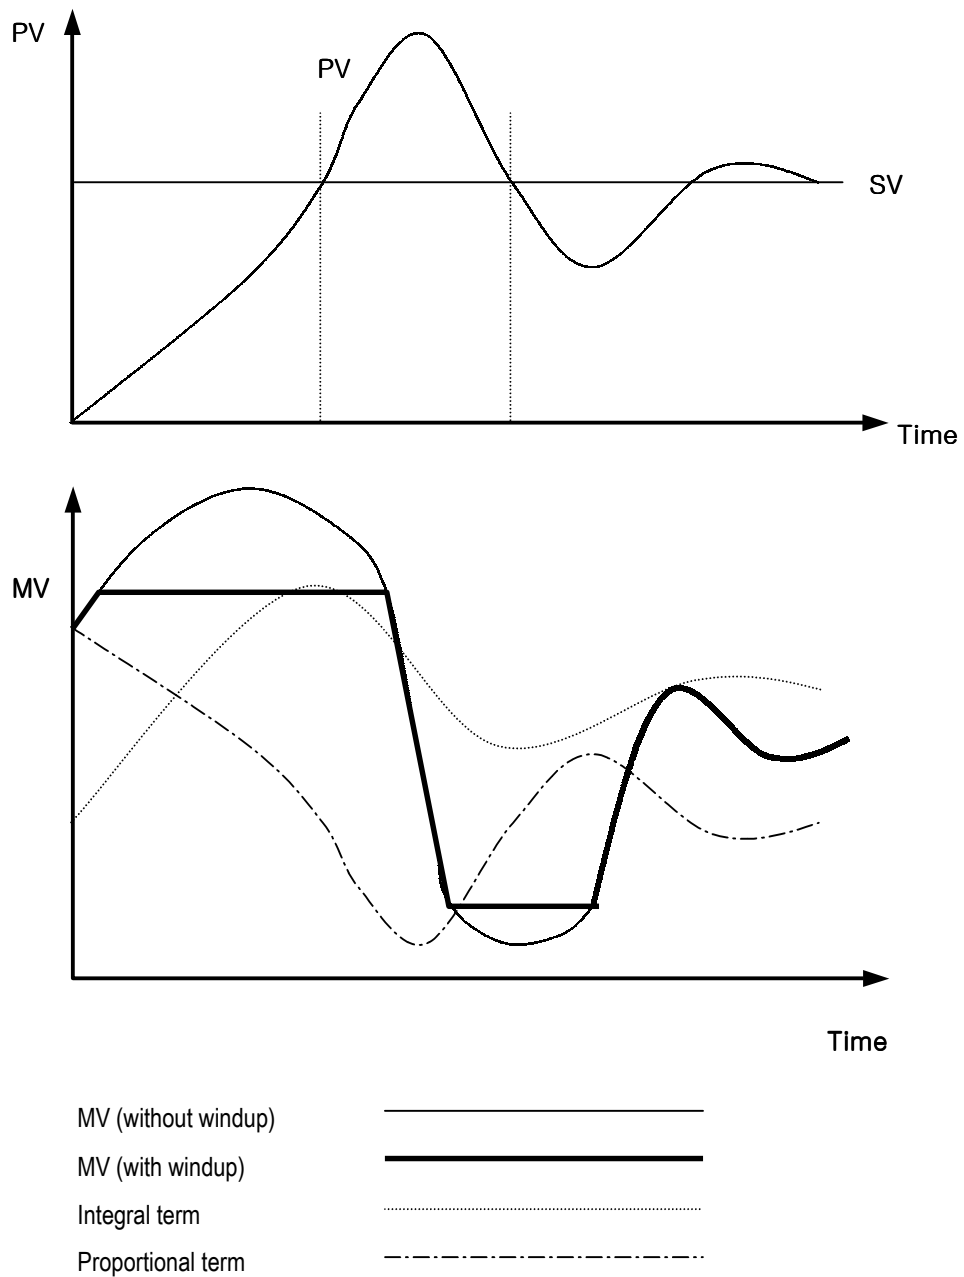 PV
PV
SV
Time
MV
Time
MV (without windup)
MV (with windup)
Integral term
Proportional term